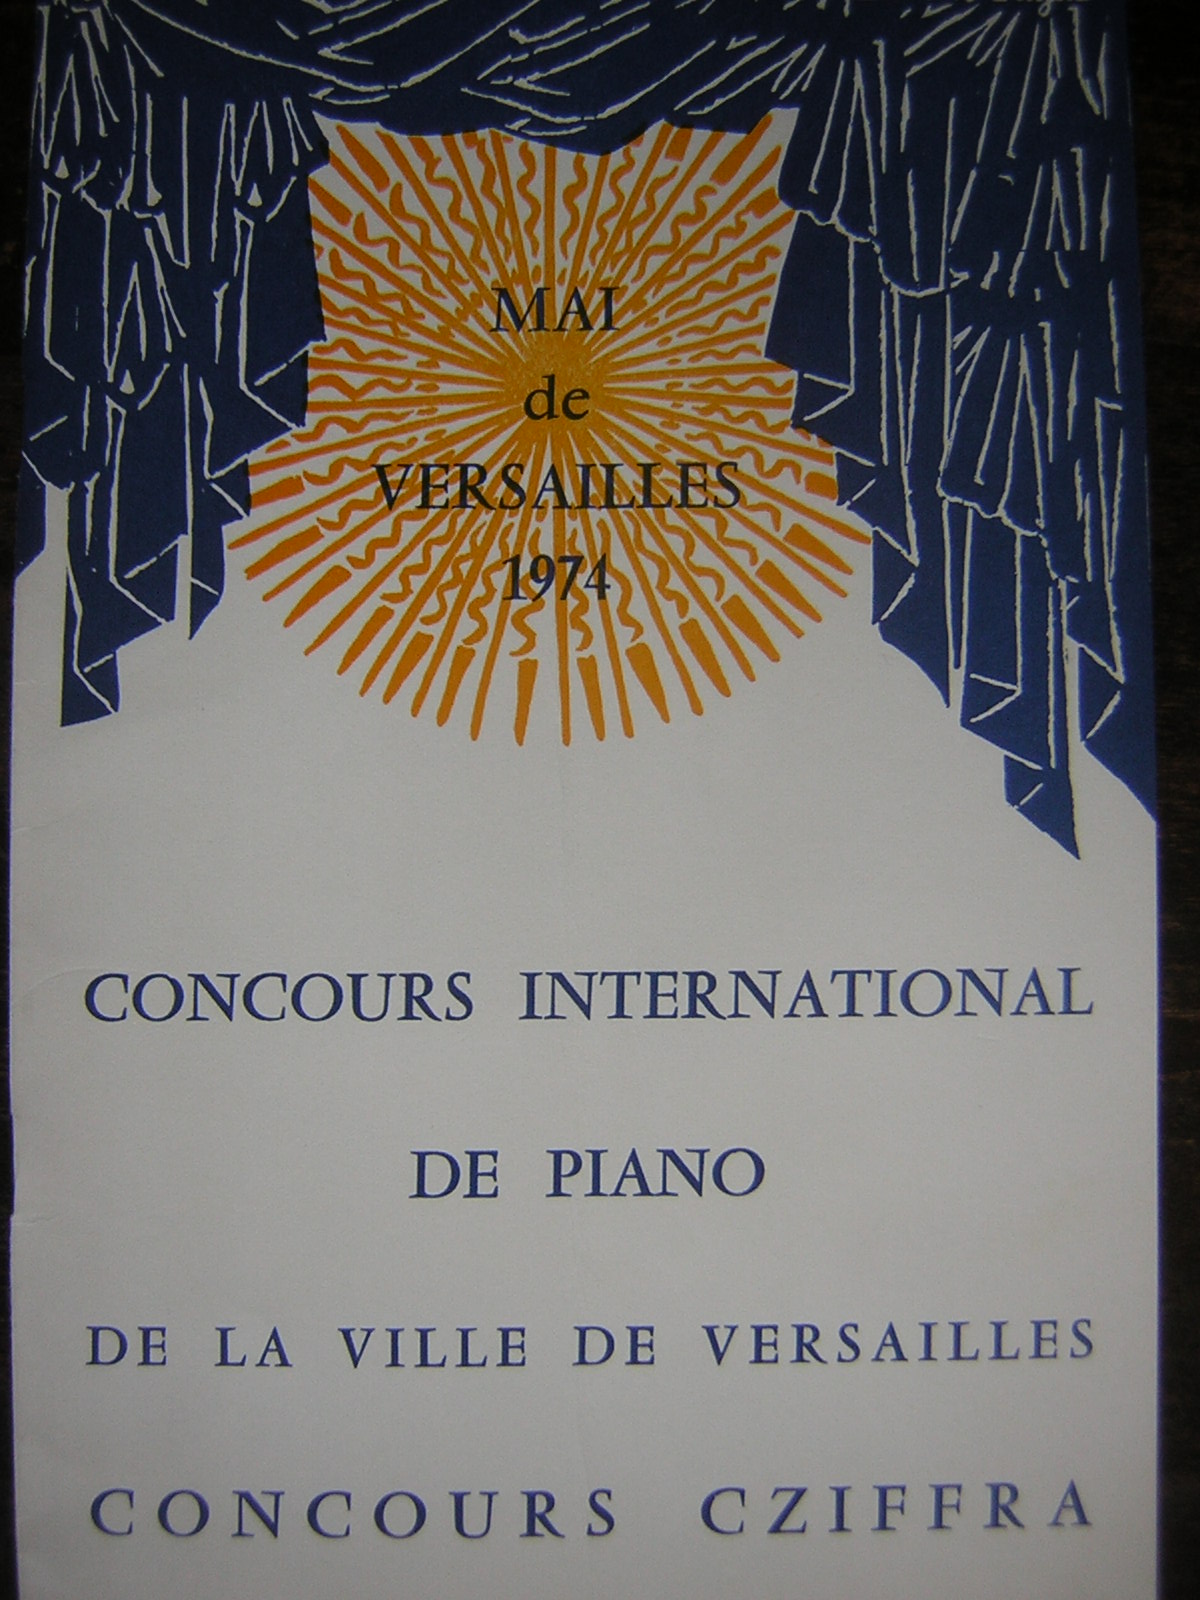 MAI
de
VERSAILLES
1974
CONCOURS INTERNATIONAL
DE PIANO
DE LA VILLE DE VERSAILLES
CONCOURS CZIFFRA